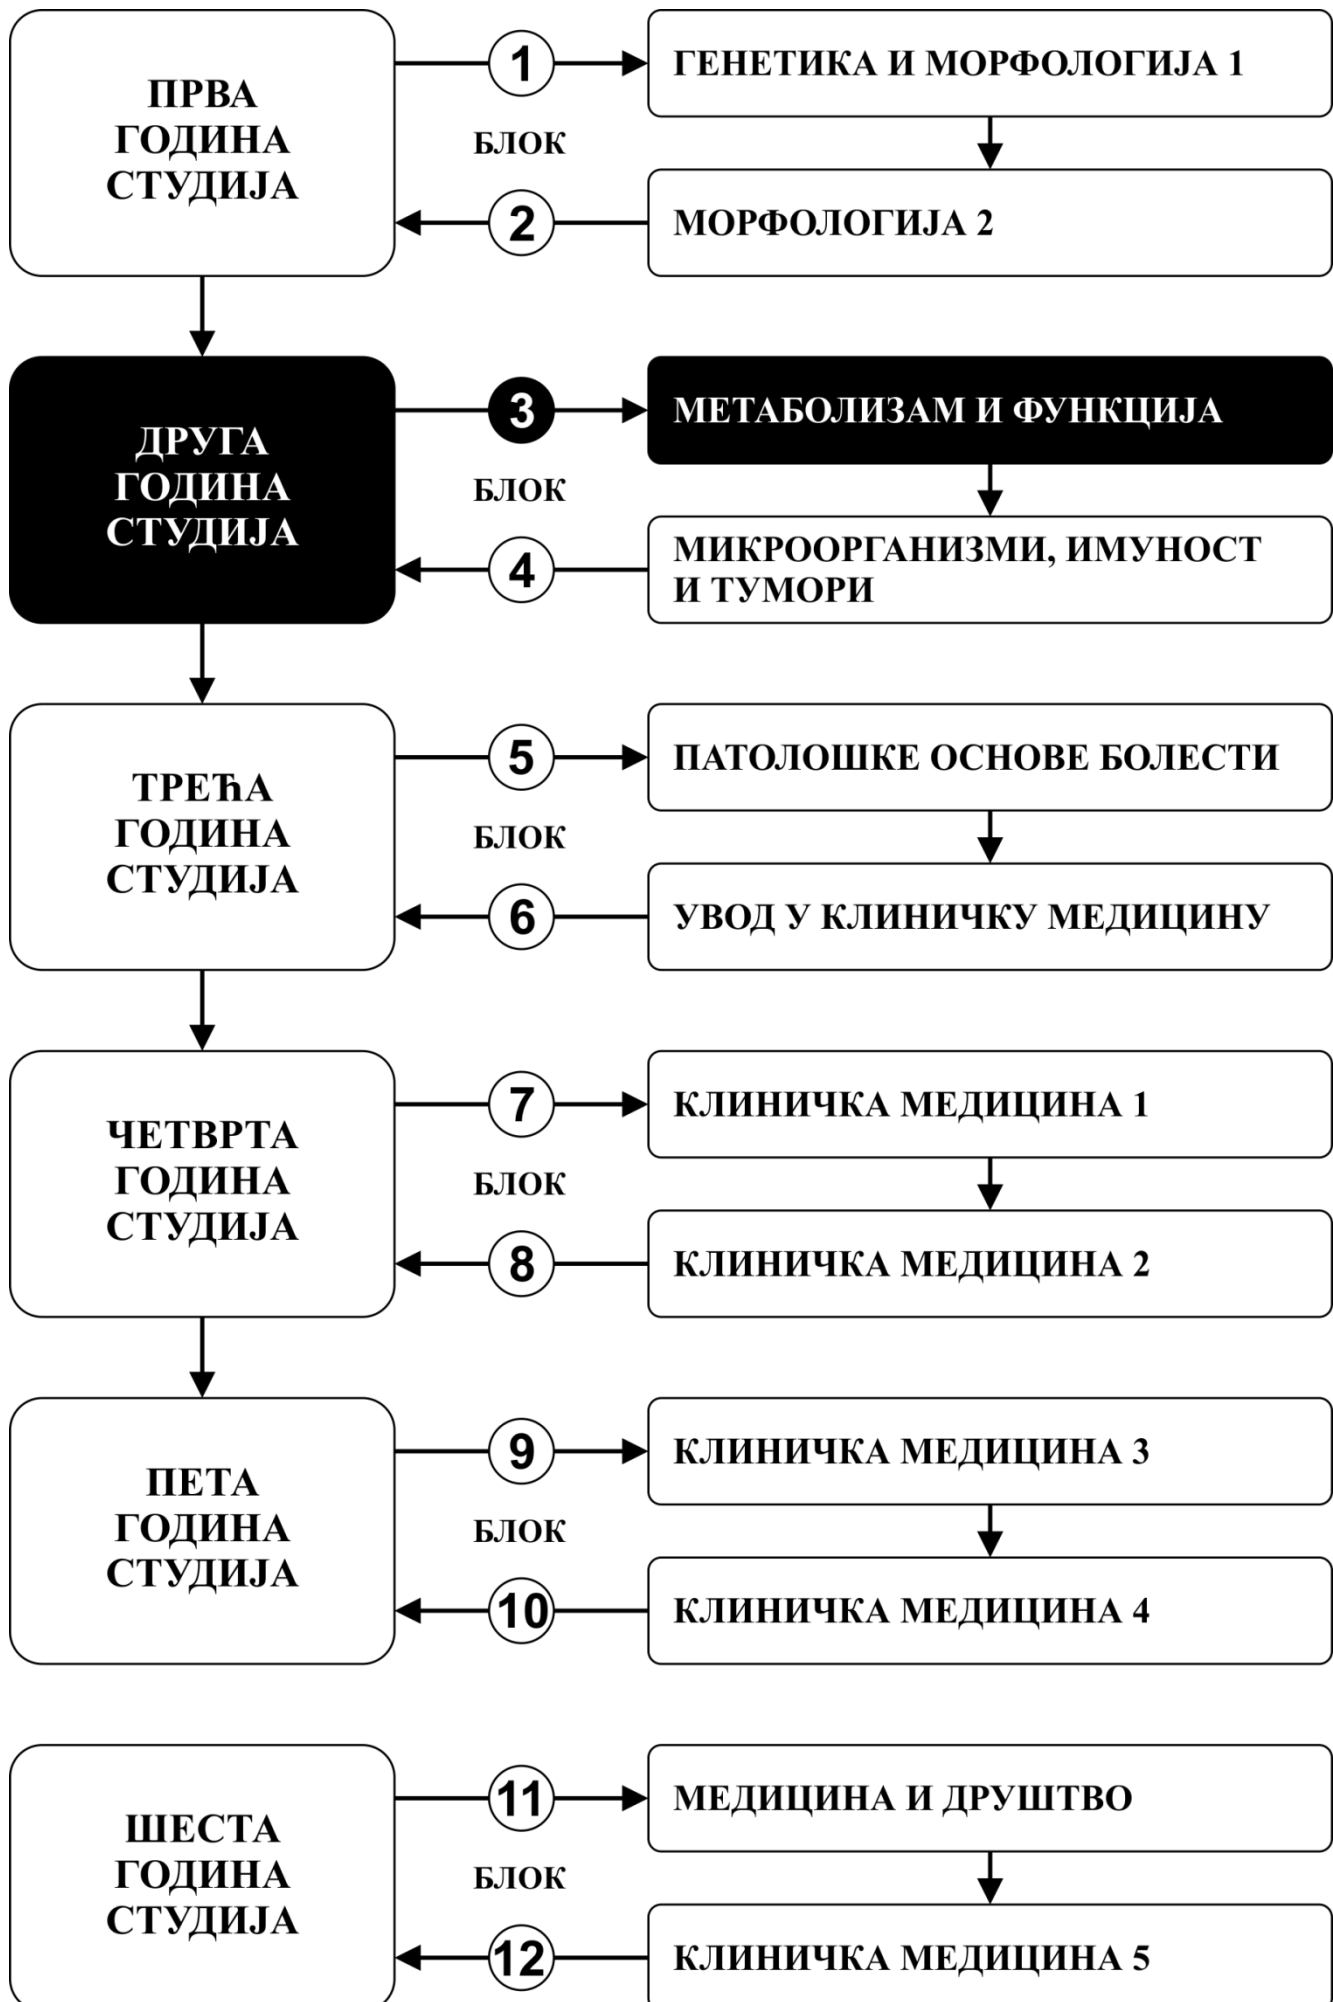 ПРВА
ГОДИНА
СТУДИЈА
1
БЛОК
2
ГЕНЕТИКА И МОРФОЛОГИЈА 1
МОРФОЛОГИЈА 2
ДРУГА
ГОДИНА
СТУДИЈА
3
БЛОК
4
МЕТАБОЛИЗАМ И ФУНКЦИЈА
МИКРООРГАНИЗМИ, ИМУНОСТ
И ТУМОРИ
ТРЕЋА
ГОДИНА
СТУДИЈА
5
БЛОК
6
ПАТОЛОШКЕ ОСНОВЕ БОЛЕСТИ
УВОД У КЛИНИЧКУ МЕДИЦИНУ
ЧЕТВРТА
ГОДИНА
СТУДИЈА
7
БЛОК
8
КЛИНИЧКА МЕДИЦИНА 1
КЛИНИЧКА МЕДИЦИНА 2
ПЕТА
ГОДИНА
СТУДИЈА
9
БЛОК
10
КЛИНИЧКА МЕДИЦИНА 3
КЛИНИЧКА МЕДИЦИНА 4
ШЕСТА
ГОДИНА
СТУДИЈА
11
БЛОК
12
МЕДИЦИНА И ДРУШТВО
КЛИНИЧКА МЕДИЦИНА 5